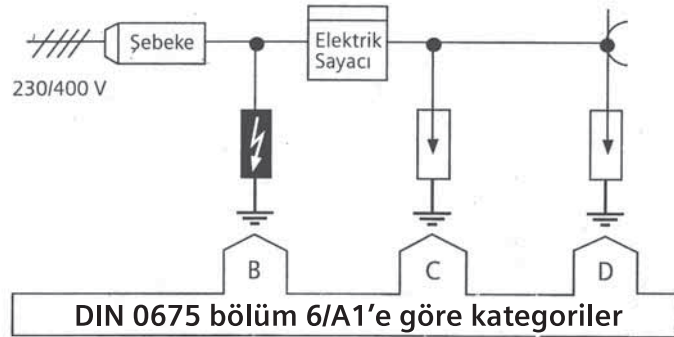 Şebeke
Elektrik
Sayacı
230/400 V
B
C
D
DIN 0675 bölüm 6/A1’e göre kategoriler